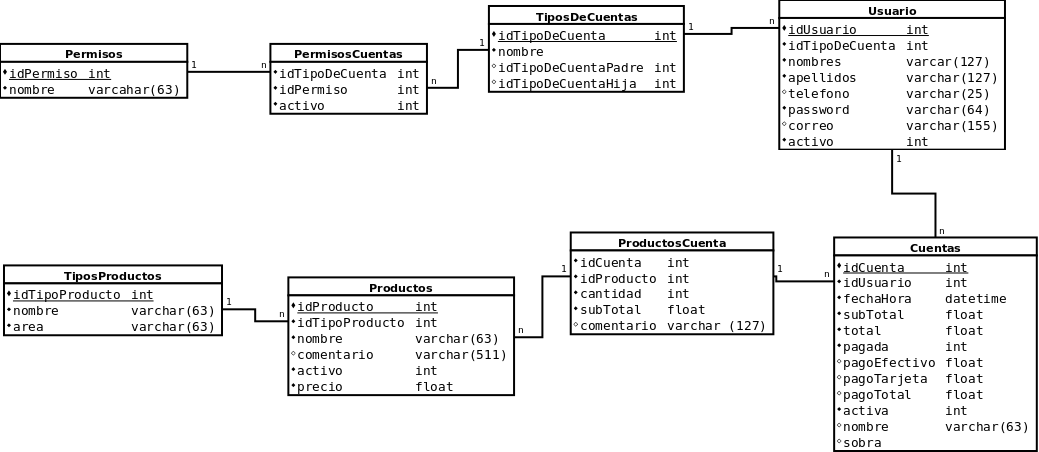 Permisos
idPermiso int
nombre varcahar(63)
1
n
PermisosCuentas
idTipoDeCuenta int
idPermiso int
activo int
n
1
TiposDeCuentas
idTipoDeCuenta int
nombre
idTipoDeCuentaPadre int
idTipoDeCuentaHija int
1
n
Usuario
idUsuario int
idTipoDeCuenta int
nombres varcar(127)
apellidos varchar(127)
telefono varchar(25)
password varchar(64)
correo varchar(155)
activo int
1
n
TiposProductos
idTipoProducto int
nombre varchar(63)
area varchar(63)
1
n
Productos
idProducto int
idTipoProducto int
nombre varchar(63)
comentario varchar(511)
activo int
precio float
n
1
ProductosCuenta
idCuenta int
idProducto int
cantidad int
subTotal float
comentario varchar (127)
1
n
Cuentas
idCuenta int
idUsuario int
fechaHora datetime
subTotal float
total float
pagada int
pagoEfectivo float
pagoTarjeta float
pagoTotal float
activa int
nombre varchar(63)
sobra